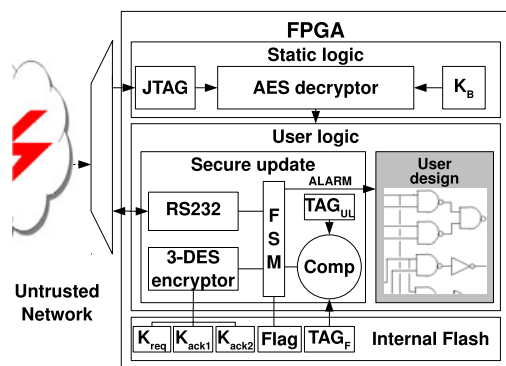 FPGA
Static logic
JTAG
AES decryptor
K_B
User logic
Secure update
User
design
ALARM
RS232
FSM
TAG_UL
3-DES
encryptor
Comp
Untrusted
Network
K_req
K_ack1
K_ack2
Flag
TAG_F
Internal Flash